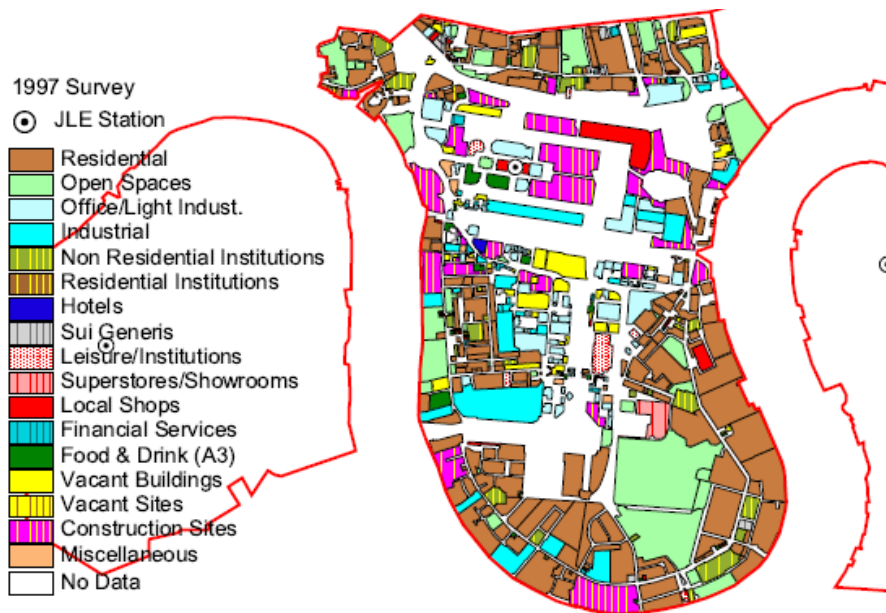 1997 Survey
JLE Station
Residential
Open Spaces
Office/Light Indust.
Industrial
Non Residential Institutions
Residential Institutions
Hotels
Sui Generis
Leisure/Institutions
Superstores/Showrooms
Local Shops
Financial Services
Food & Drink (A3)
Vacant Buildings
Vacant Sites
Construction Sites
Miscellaneous
No Data